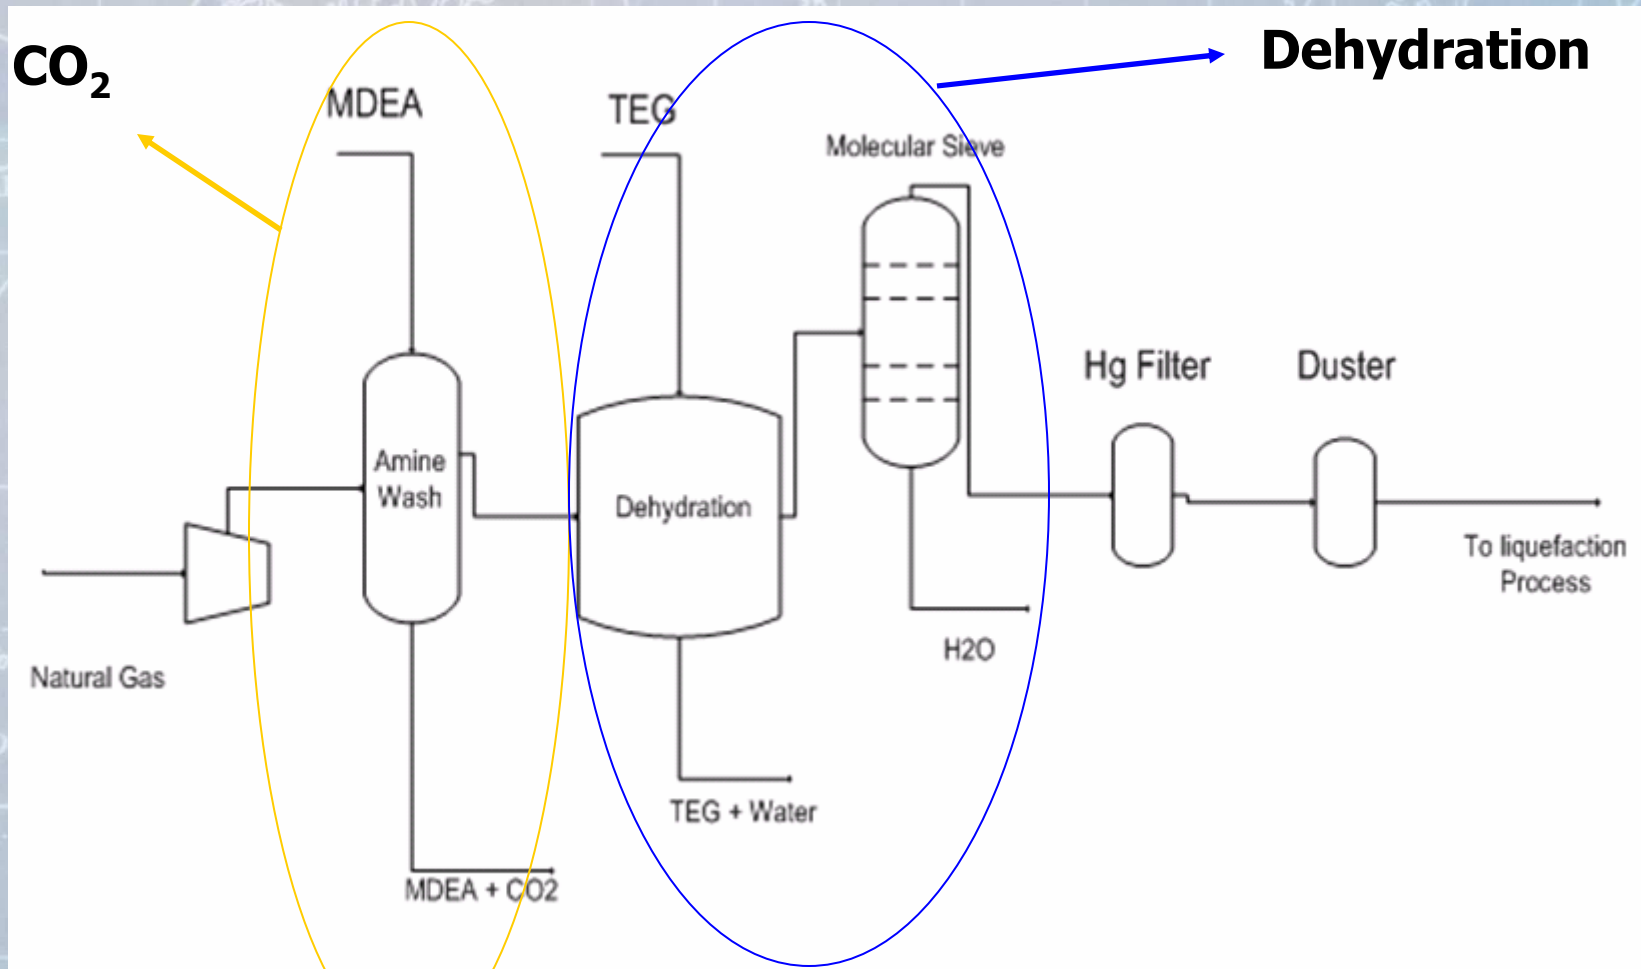 CO₂
Dehydration
MDEA
TEG
Molecular Sieve
Hg Filter
Duster
Amine
Wash
Dehydration
To liquefaction
Process
H2O
Natural Gas
TEG + Water
MDEA + CO2